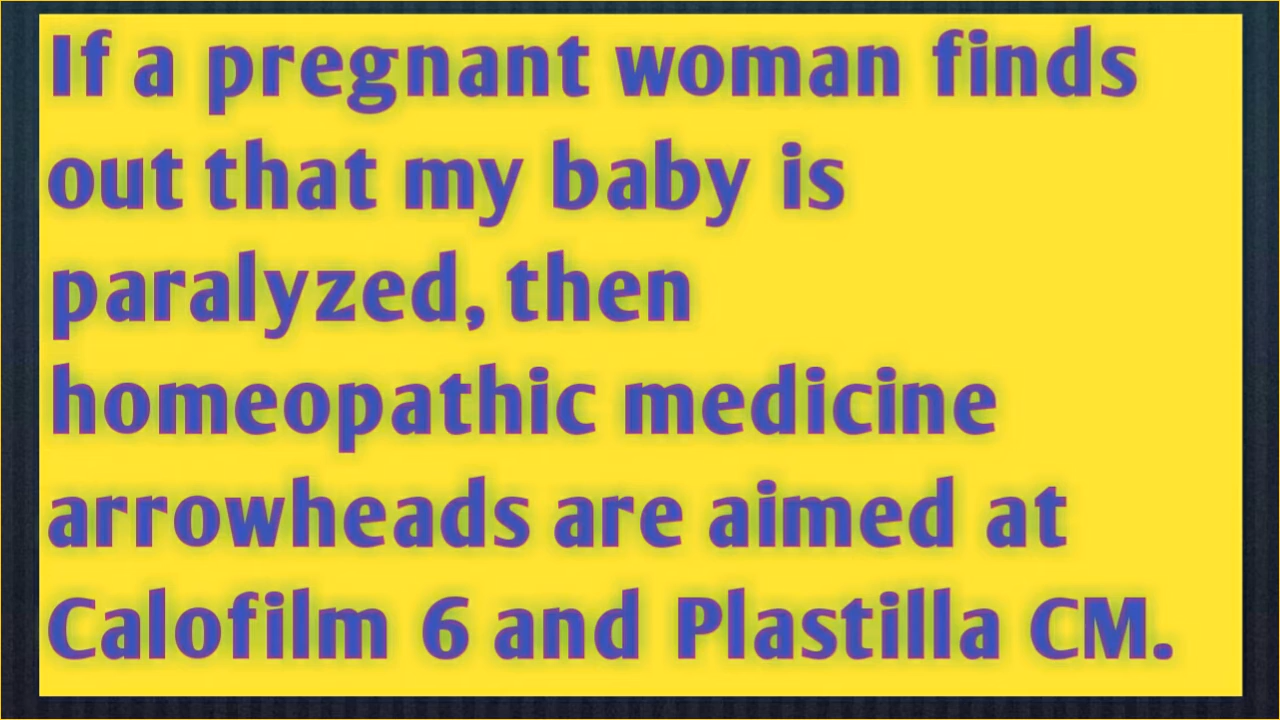 If a pregnant woman finds
out that my baby is
paralyzed, then
homeopathic medicine
arrowheads are aimed at
Calofilm 6 and Plastilla CM.